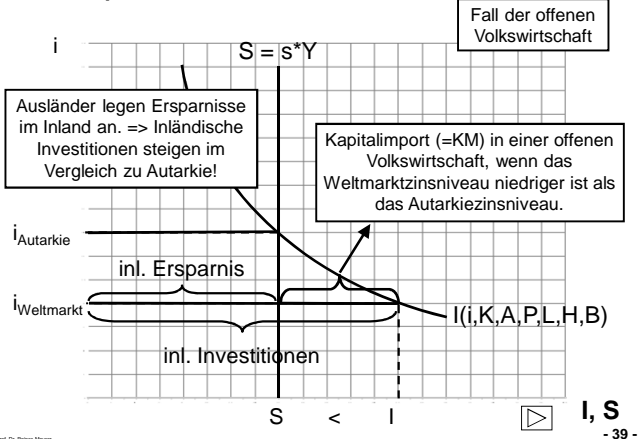 Fall der offenen
Volkswirtschaft
i
S = s*Y
Ausländer legen Ersparnisse
im Inland an. => Inländische
Investitionen steigen im
Vergleich zu Autarkie!
Kapitalimport (=KM) in einer offenen
Volkswirtschaft, wenn das
Weltmarktzinsniveau niedriger ist als
das Autarkiezinsniveau.
iAutarkie
inl. Ersparnis
iWeltmarkt
I(i,K,A,P,L,H,B)
inl. Investitionen
S < I
I, S
- 39 -